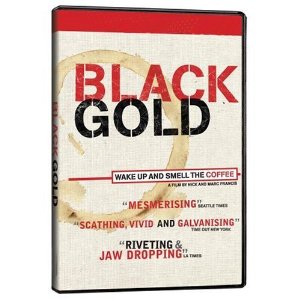 BLACK
GOLD
WAKE UP AND SMELL THE COFFEE
A FILM BY NICK AND MARC FRANCIS
"MESMERISING" SEATTLE TIMES
"SCATHING, VIVID AND GALVANISING"
TIME OUT NEW YORK
"RIVETING &
JAW DROPPING" LA TIMES